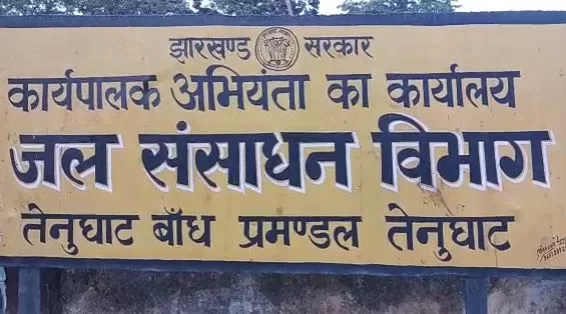 झारखण्ड सरकार
कार्यपालक अभियंता का कार्यालय
जल संसाधन विभाग
तेनुघाट बाँध प्रमण्डल तेनुघाट